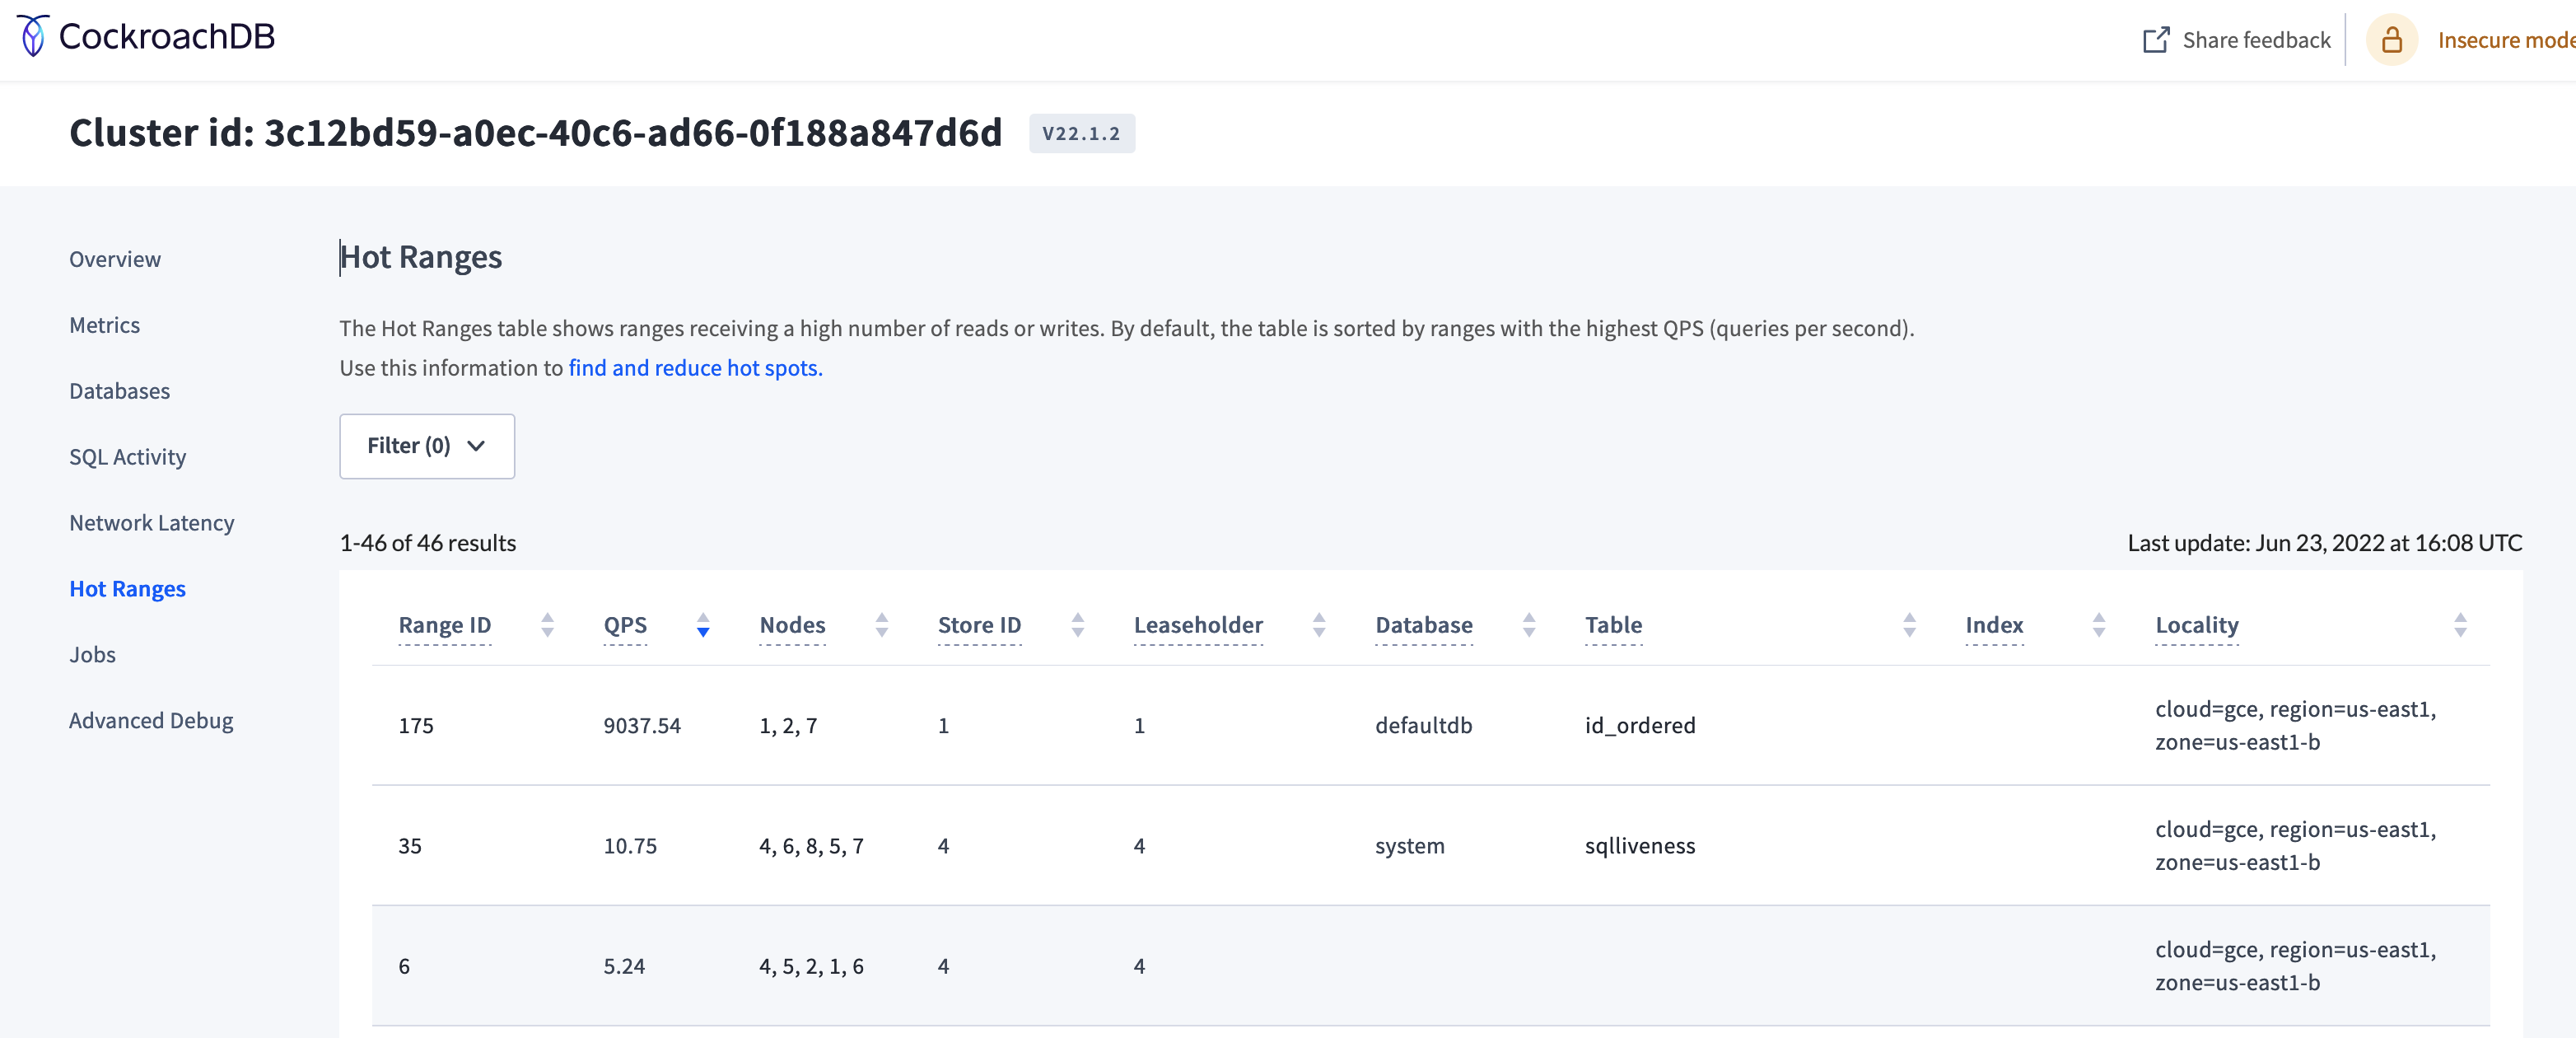 CockroachDB
Share feedback
Insecure mode
Cluster id: 3c12bd59-a0ec-40c6-ad66-0f188a847d6d V22.1.2
Overview
Metrics
Databases
SQL Activity
Network Latency
Hot Ranges
Jobs
Advanced Debug
Hot Ranges
The Hot Ranges table shows ranges receiving a high number of reads or writes. By default, the table is sorted by ranges with the highest QPS (queries per second).
Use this information to find and reduce hot spots.
Filter (0)
1-46 of 46 results
Last update: Jun 23, 2022 at 16:08 UTC
Range ID QPS Nodes Store ID Leaseholder Database Table Index Locality
175 9037.54 1, 2, 7 1 1 defaultdb id_ordered cloud=gce, region=us-east1,
zone=us-east1-b
35 10.75 4, 6, 8, 5, 7 4 4 system sqlliveness cloud=gce, region=us-east1,
zone=us-east1-b
6 5.24 4, 5, 2, 1, 6 4 4 cloud=gce, region=us-east1,
zone=us-east1-b